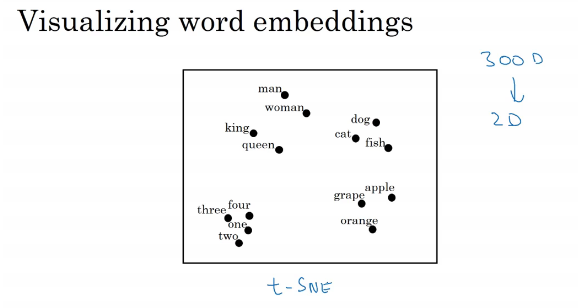 Visualizing word embeddings
300D
↓
2D
man
woman
king
queen
dog
cat
fish
three four
one
two
apple
grape
orange
t-SNE